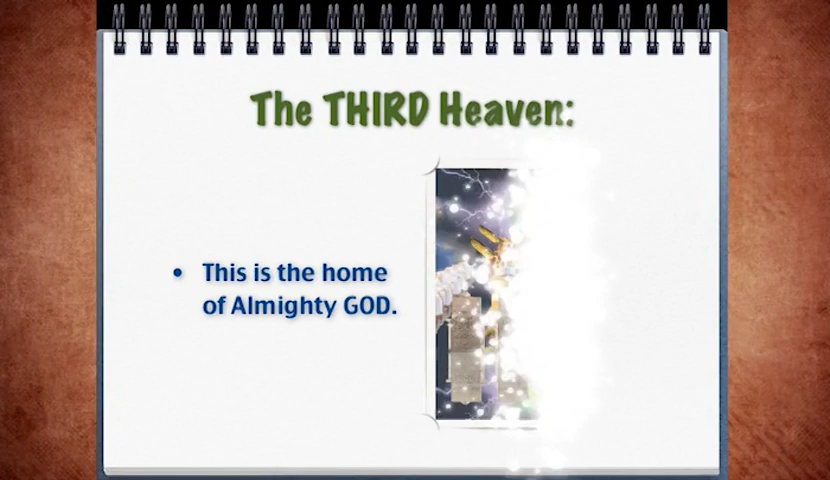 The THIRD Heaven:
• This is the home
of Almighty GOD.